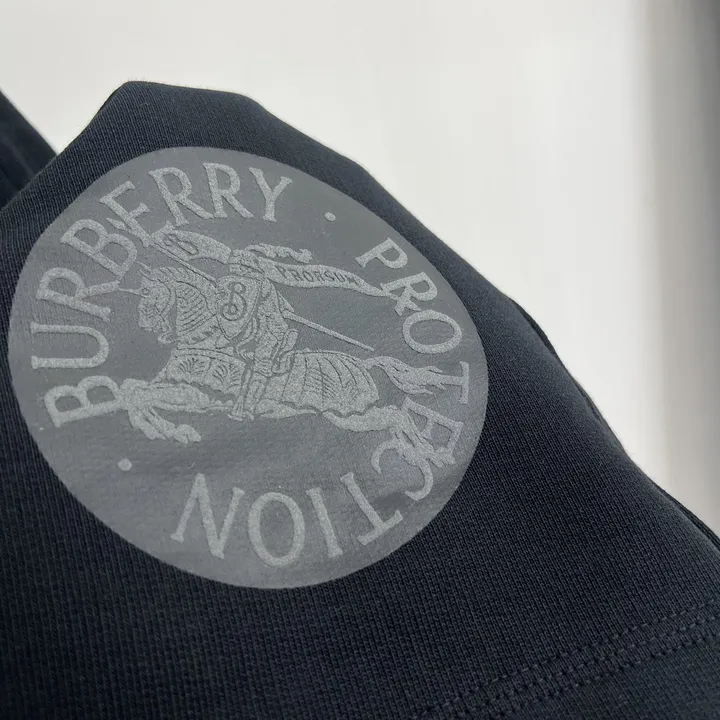 BURBERRY · PROTECTION ·
PRORSUM
B
B